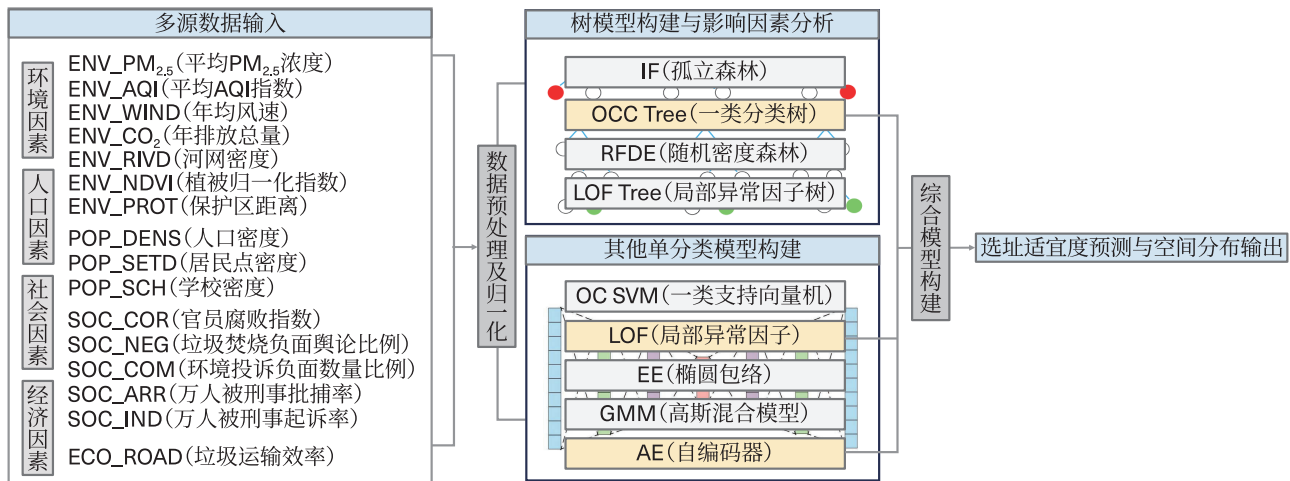 多源数据输入
环境因素
ENV_PM₂.₅(平均PM₂.₅浓度)
ENV_AQI(平均AQI指数)
ENV_WIND(年均风速)
ENV_CO₂(年排放总量)
ENV_RIVD(河网密度)
ENV_NDVI(植被归一化指数)
ENV_PROT(保护区距离)
人口因素
POP_DENS(人口密度)
POP_SETD(居民点密度)
POP_SCH(学校密度)
社会因素
SOC_COR(官员腐败指数)
SOC_NEG(垃圾焚烧负面舆论比例)
SOC_COM(环境投诉负面数量比例)
SOC_ARR(万人被刑事批捕率)
SOC_IND(万人被刑事起诉率)
经济因素
ECO_ROAD(垃圾运输效率)
数据预处理及归一化
树模型构建与影响因素分析
IF(孤立森林)
OCC Tree(一类分类树)
RFDE(随机密度森林)
LOF Tree(局部异常因子树)
其他单分类模型构建
OC SVM(一类支持向量机)
LOF(局部异常因子)
EE(椭圆包络)
GMM(高斯混合模型)
AE(自编码器)
综合模型构建
选址适宜度预测与空间分布输出